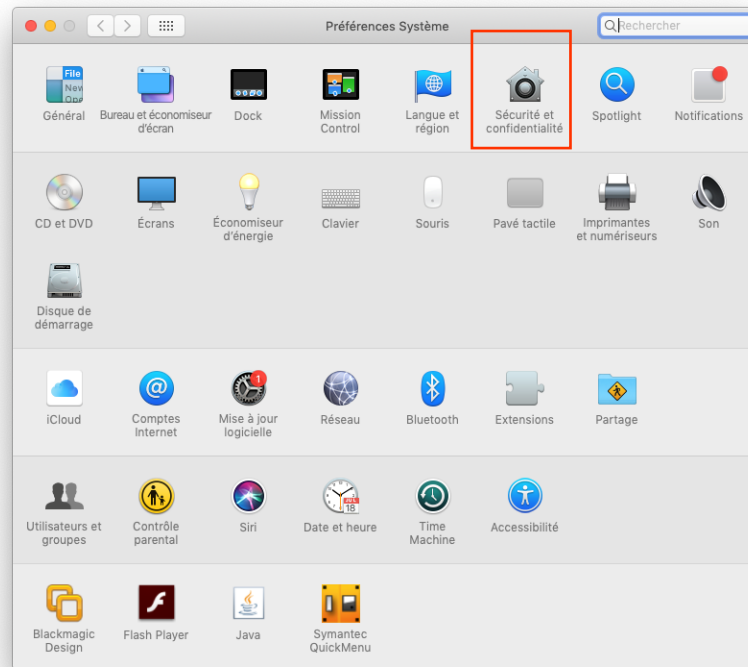 Préférences Système
Rechercher
File
New
Ope
Général
Bureau et économiseur
d'écran
Dock
Mission
Control
Langue et
région
Sécurité et
confidentialité
Spotlight
Notifications
CD et DVD
Écrans
Économiseur
d'énergie
Clavier
Souris
Pavé tactile
Imprimantes
et numériseurs
Son
Disque de
démarrage
1
iCloud
Comptes
Internet
Mise à jour
logicielle
Réseau
Bluetooth
Extensions
Partage
JUL
18
Utilisateurs et
groupes
Contrôle
parental
Siri
Date et heure
Time
Machine
Accessibilité
Blackmagic
Design
Flash Player
Java
Symantec
QuickMenu